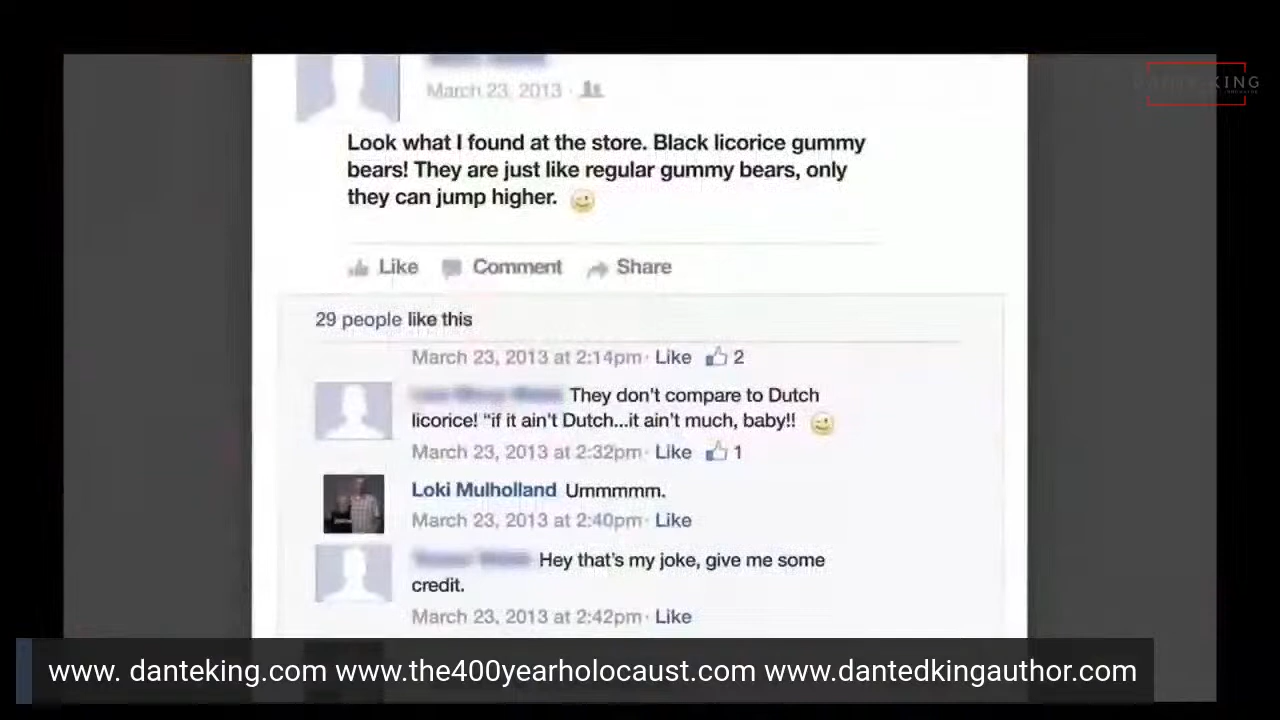 March 23, 2013 ·
KING
Look what I found at the store. Black licorice gummy
bears! They are just like regular gummy bears, only
they can jump higher.
Like Comment Share
29 people like this
March 23, 2013 at 2:14pm · Like 2
They don't compare to Dutch
licorice! “if it ain't Dutch...it ain't much, baby!!
March 23, 2013 at 2:32pm · Like 1
Loki Mulholland Ummmmm.
March 23, 2013 at 2:40pm · Like
Hey that's my joke, give me some
credit.
March 23, 2013 at 2:42pm · Like
www. danteking.com www.the400yearholocaust.com www.dantedkingauthor.com